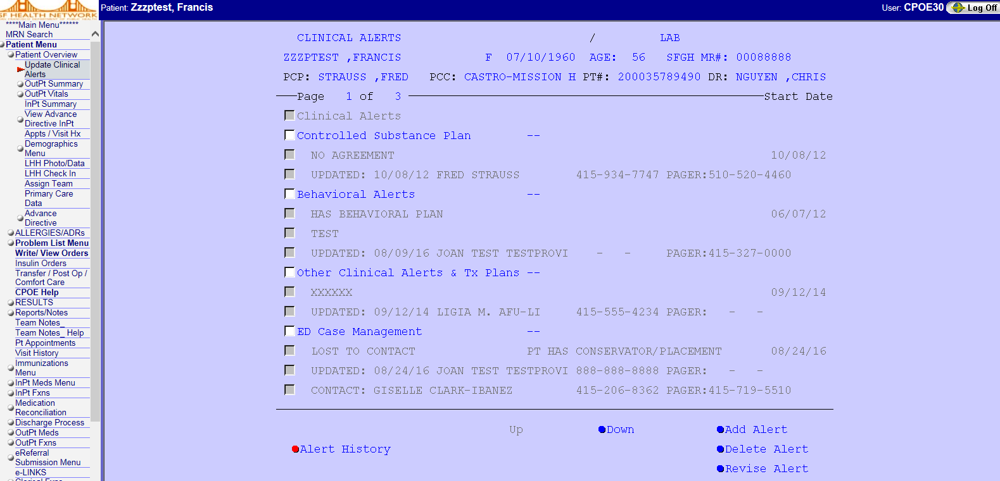 SF HEALTH NETWORK
Patient: Zzzptest, Francis
User: CPOE30
Log Off
****Main Menu******
MRN Search
Patient Menu
Patient Overview
Update Clinical
Alerts
OutPt Summary
OutPt Vitals
InPt Summary
View Advance
Directive InPt
Appts / Visit Hx
Demographics
Menu
LHH Photo/Data
LHH Check In
Assign Team
Primary Care
Data
Advance
Directive
ALLERGIES/ADRs
Problem List Menu
Write/ View Orders
Insulin Orders
Transfer / Post Op /
Comfort Care
CPOE Help
RESULTS
Reports/Notes
Team Notes_
Team Notes_ Help
Pt Appointments
Visit History
Immunizations
Menu
InPt Meds Menu
InPt Fxns
Medication
Reconciliation
Discharge Process
OutPt Meds
OutPt Fxns
eReferral
Submission Menu
e-LINKS
CLINICAL ALERTS / LAB
ZZZPTEST ,FRANCIS F 07/10/1960 AGE: 56 SFGH MR#: 00088888
PCP: STRAUSS ,FRED PCC: CASTRO-MISSION H PT#: 200035789490 DR: NGUYEN ,CHRIS
Page 1 of 3 Start Date
Clinical Alerts
Controlled Substance Plan --
NO AGREEMENT 10/08/12
UPDATED: 10/08/12 FRED STRAUSS 415-934-7747 PAGER:510-520-4460
Behavioral Alerts --
HAS BEHAVIORAL PLAN 06/07/12
TEST
UPDATED: 08/09/16 JOAN TEST TESTPROVI - - PAGER:415-327-0000
Other Clinical Alerts & Tx Plans --
XXXXXX 09/12/14
UPDATED: 09/12/14 LIGIA M. AFU-LI 415-555-4234 PAGER: - -
ED Case Management --
LOST TO CONTACT PT HAS CONSERVATOR/PLACEMENT 08/24/16
UPDATED: 08/24/16 JOAN TEST TESTPROVI 888-888-8888 PAGER: - -
CONTACT: GISELLE CLARK-IBANEZ 415-206-8362 PAGER:415-719-5510
Up Down Add Alert
Alert History Delete Alert
Revise Alert